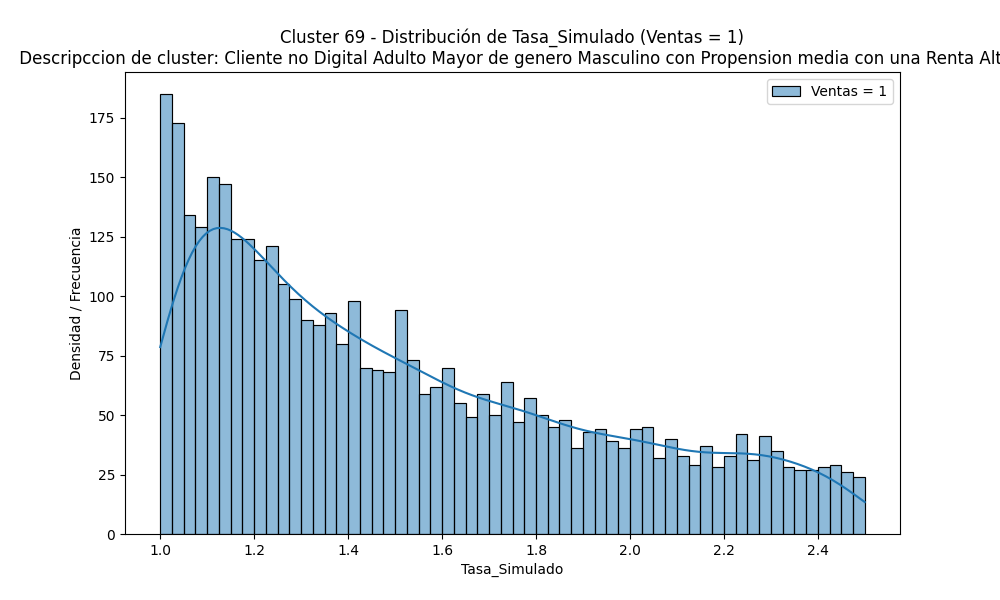 Cluster 69 - Distribución de Tasa_Simulado (Ventas = 1)
Descripccion de cluster: Cliente no Digital Adulto Mayor de genero Masculino con Propension media con una Renta Alt
Ventas = 1
Densidad / Frecuencia
175
150
125
100
75
50
25
0
1.0 1.2 1.4 1.6 1.8 2.0 2.2 2.4
Tasa_Simulado